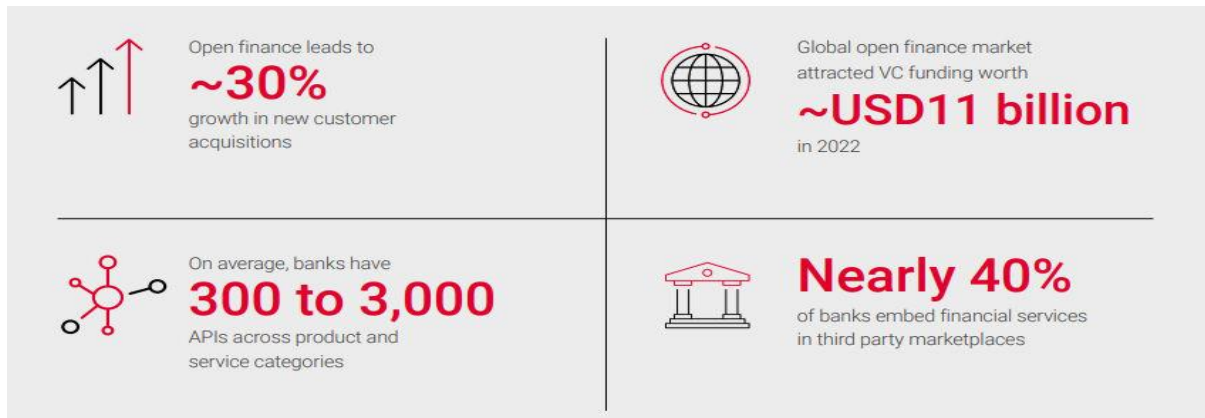 Open finance leads to
~30%
growth in new customer
acquisitions
Global open finance market
attracted VC funding worth
~USD11 billion
in 2022
On average, banks have
300 to 3,000
APIs across product and
service categories
Nearly 40%
of banks embed financial services
in third party marketplaces